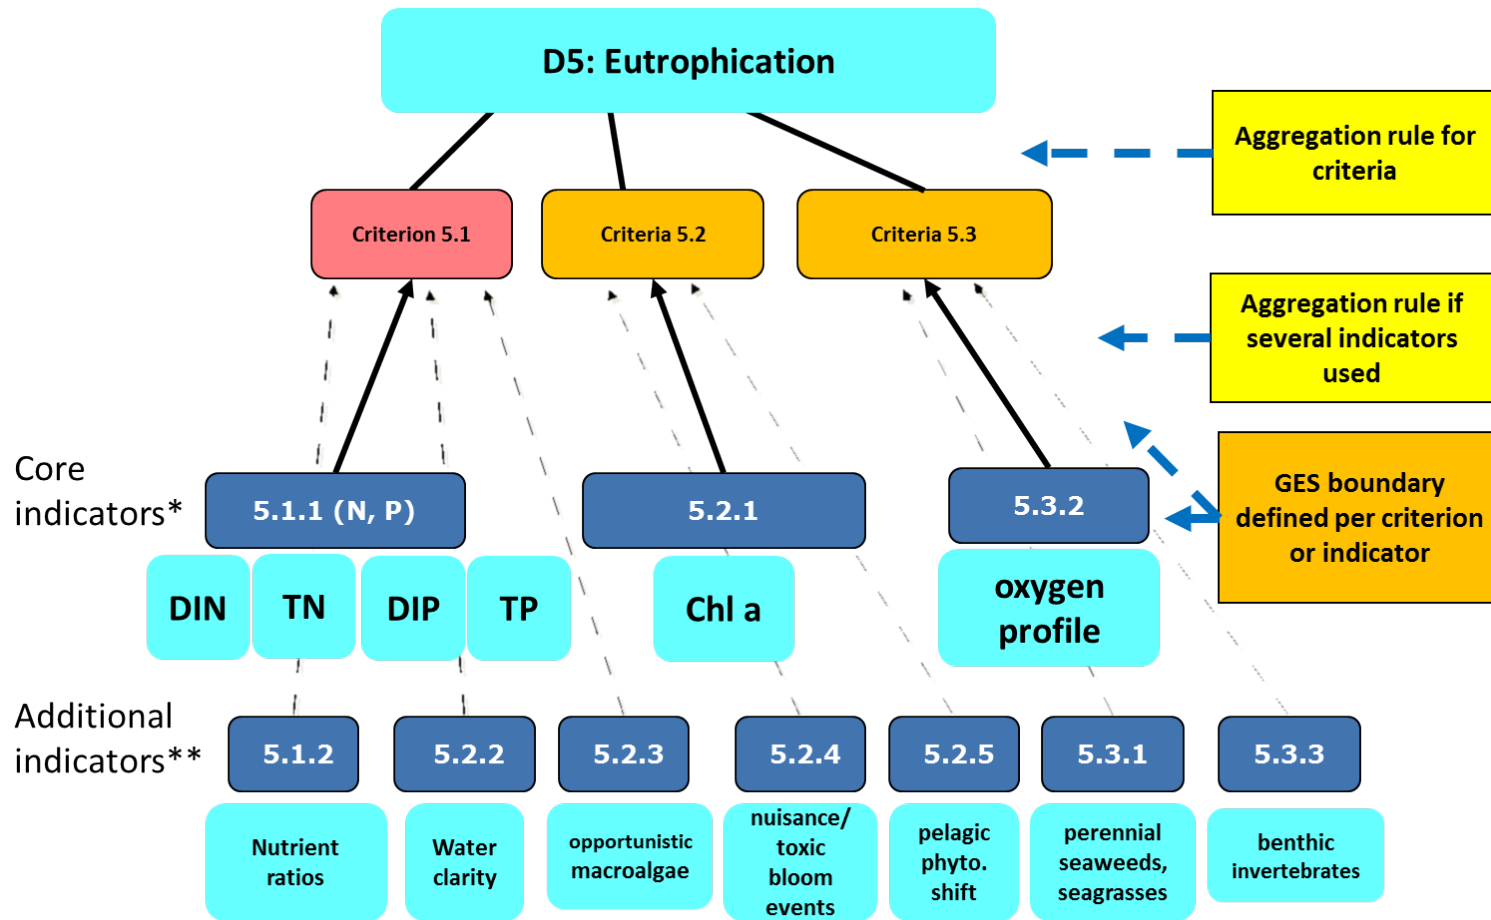 D5: Eutrophication
Aggregation rule for
criteria
Criterion 5.1
Criteria 5.2
Criteria 5.3
Aggregation rule if
several indicators
used
Core
indicators*
5.1.1 (N, P)
5.2.1
5.3.2
GES boundary
defined per criterion
or indicator
DIN
TN
DIP
TP
Chl a
oxygen
profile
Additional
indicators**
5.1.2
5.2.2
5.2.3
5.2.4
5.2.5
5.3.1
5.3.3
Nutrient
ratios
Water
clarity
opportunistic
macroalgae
nuisance/
toxic
bloom
events
pelagic
phyto.
shift
perennial
seaweeds,
seagrasses
benthic
invertebrates